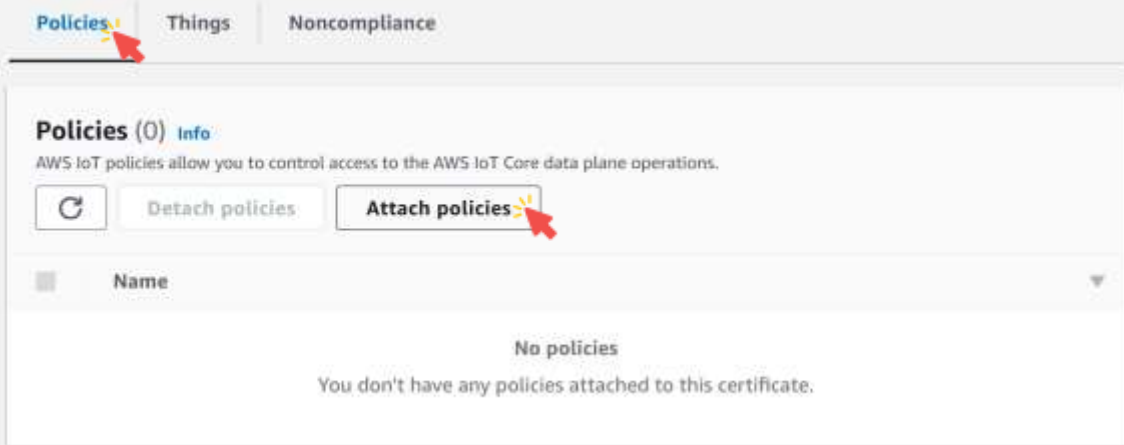 Policies Things Noncompliance
Policies (0) Info
AWS IoT policies allow you to control access to the AWS IoT Core data plane operations.
Detach policies Attach policies
Name
No policies
You don't have any policies attached to this certificate.